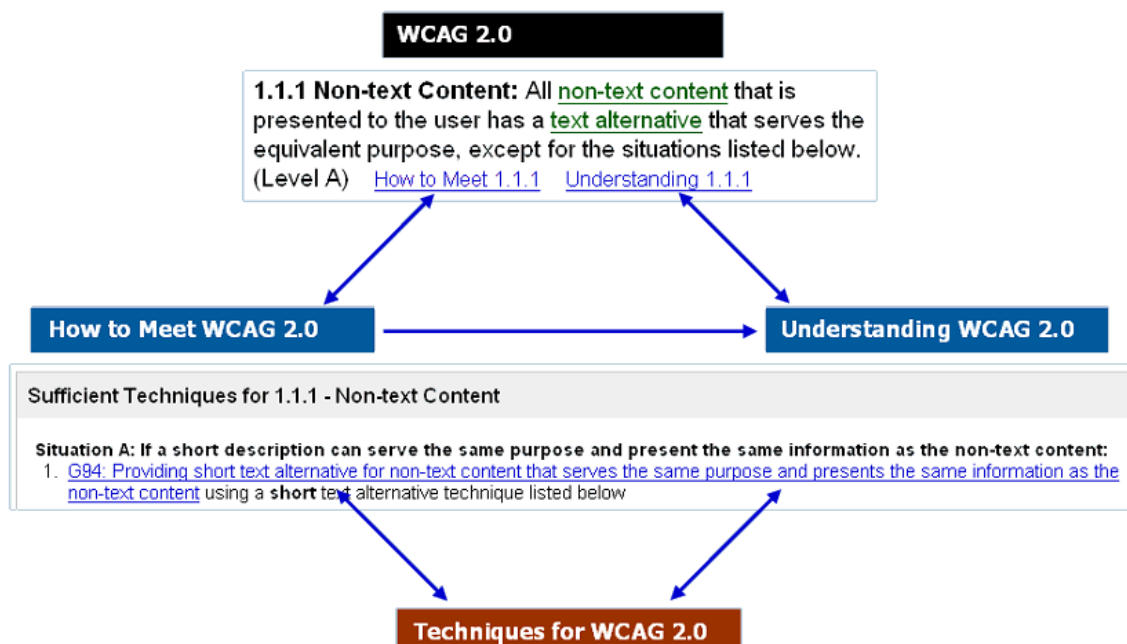 WCAG 2.0
1.1.1 Non-text Content: All non-text content that is
presented to the user has a text alternative that serves the
equivalent purpose, except for the situations listed below.
(Level A) How to Meet 1.1.1 Understanding 1.1.1
How to Meet WCAG 2.0
Understanding WCAG 2.0
Sufficient Techniques for 1.1.1 - Non-text Content
Situation A: If a short description can serve the same purpose and present the same information as the non-text content:
1. G94: Providing short text alternative for non-text content that serves the same purpose and presents the same information as the
non-text content using a short text alternative technique listed below
Techniques for WCAG 2.0